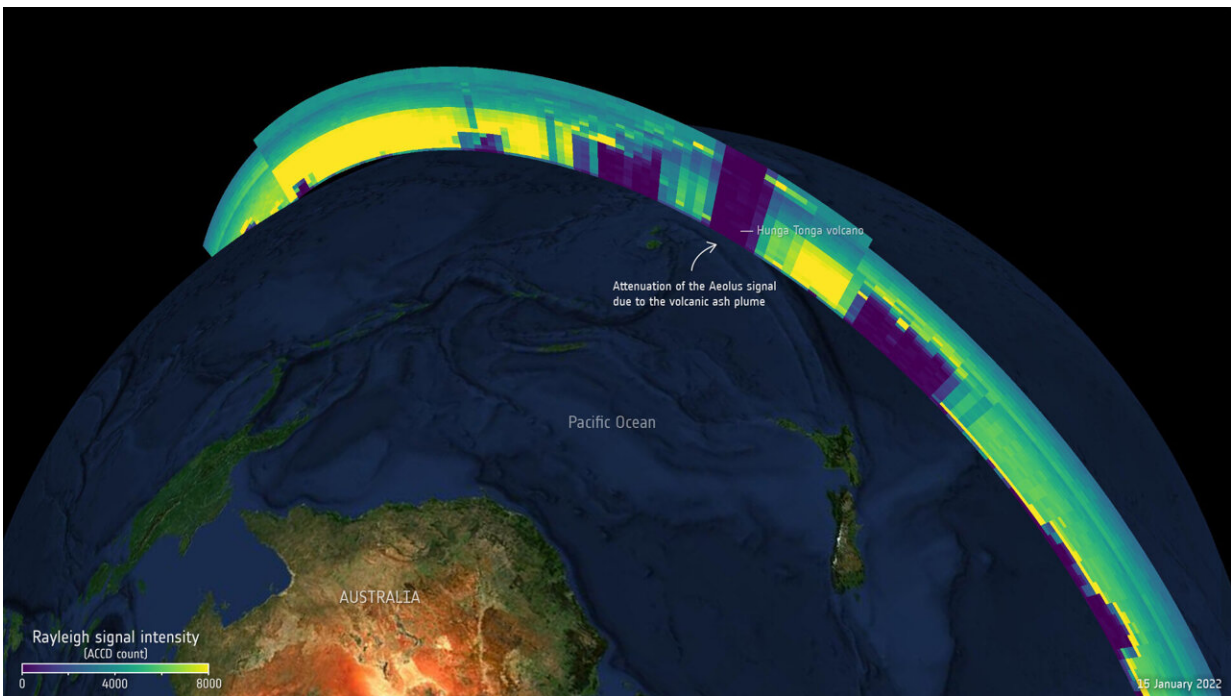 — Hunga Tonga volcano
Attenuation of the Aeolus signal
due to the volcanic ash plume
Pacific Ocean
AUSTRALIA
Rayleigh signal intensity
(ACCD count)
0 4000 8000
15 January 2022